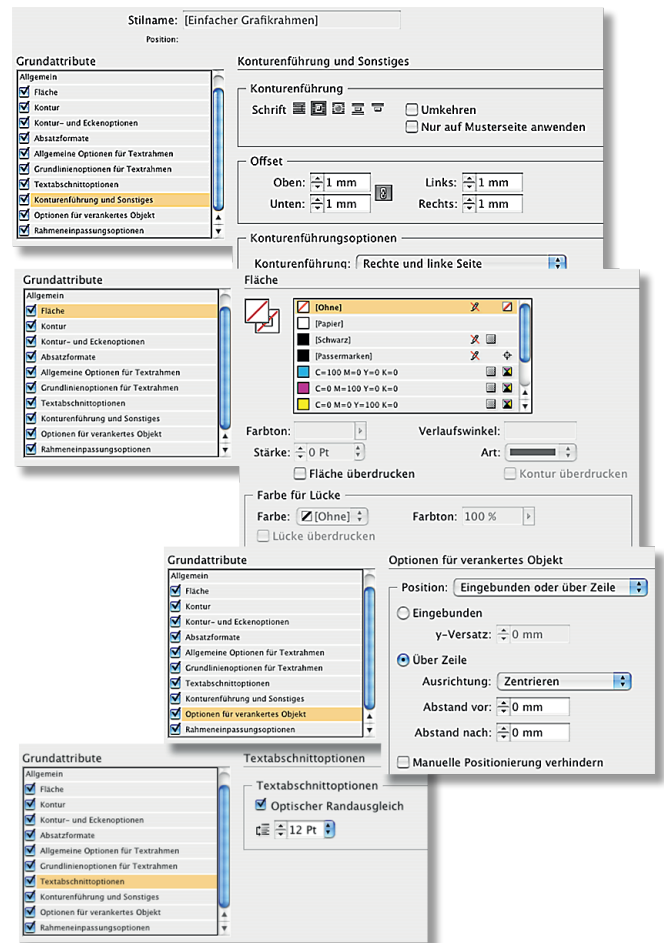 Stilname: [Einfacher Grafikrahmen]
Position:
Grundattribute
Allgemein
Fläche
Kontur
Kontur- und Eckenoptionen
Absatzformate
Allgemeine Optionen für Textrahmen
Grundlinienoptionen für Textrahmen
Textabschnittoptionen
Konturenführung und Sonstiges
Optionen für verankertes Objekt
Rahmeneinpassungsoptionen
Konturenführung und Sonstiges
Konturenführung
Schrift
Umkehren
Nur auf Musterseite anwenden
Offset
Oben: 1 mm Links: 1 mm
Unten: 1 mm Rechts: 1 mm
Konturenführungsoptionen
Konturenführung: Rechte und linke Seite
Grundattribute
Allgemein
Fläche
Kontur
Kontur- und Eckenoptionen
Absatzformate
Allgemeine Optionen für Textrahmen
Grundlinienoptionen für Textrahmen
Textabschnittoptionen
Konturenführung und Sonstiges
Optionen für verankertes Objekt
Rahmeneinpassungsoptionen
Fläche
[Ohne]
[Papier]
[Schwarz]
[Passermarken]
C=100 M=0 Y=0 K=0
C=0 M=100 Y=0 K=0
C=0 M=0 Y=100 K=0
Farbton: Verlaufswinkel:
Stärke: 0 Pt Art:
Fläche überdrucken Kontur überdrucken
Farbe für Lücke
Farbe: [Ohne] Farbton: 100 %
Lücke überdrucken
Grundattribute
Allgemein
Fläche
Kontur
Kontur- und Eckenoptionen
Absatzformate
Allgemeine Optionen für Textrahmen
Grundlinienoptionen für Textrahmen
Textabschnittoptionen
Konturenführung und Sonstiges
Optionen für verankertes Objekt
Rahmeneinpassungsoptionen
Optionen für verankertes Objekt
Position: Eingebunden oder über Zeile
Eingebunden
y-Versatz: 0 mm
Über Zeile
Ausrichtung: Zentrieren
Abstand vor: 0 mm
Abstand nach: 0 mm
Manuelle Positionierung verhindern
Grundattribute
Allgemein
Fläche
Kontur
Kontur- und Eckenoptionen
Absatzformate
Allgemeine Optionen für Textrahmen
Grundlinienoptionen für Textrahmen
Textabschnittoptionen
Konturenführung und Sonstiges
Optionen für verankertes Objekt
Rahmeneinpassungsoptionen
Textabschnittoptionen
Textabschnittoptionen
Optischer Randausgleich
12 Pt